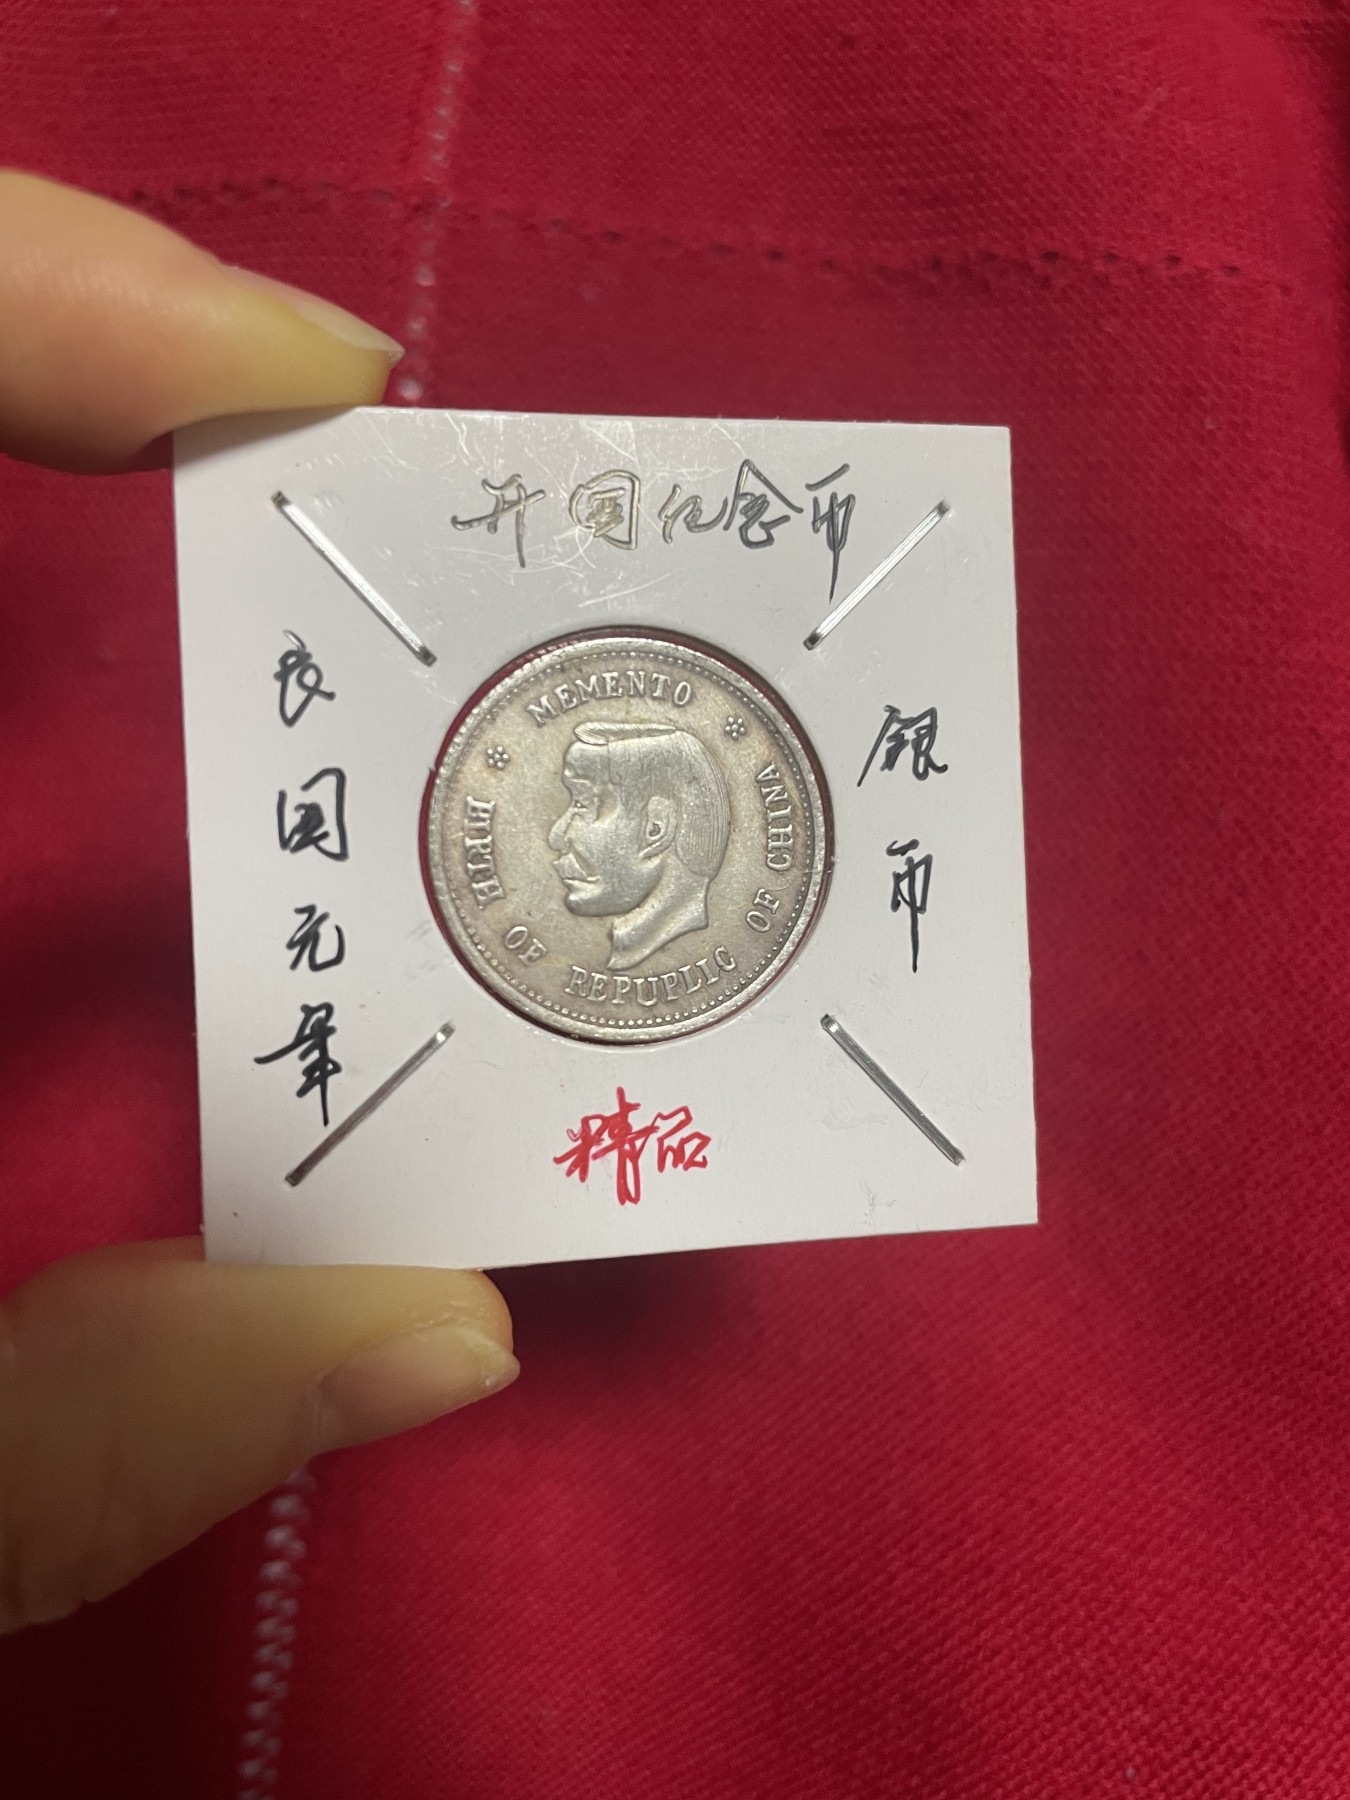 开国纪念币
民国元年
银币
MEMENTO
BIRTH OF REPUPLIC OF CHINA
精品